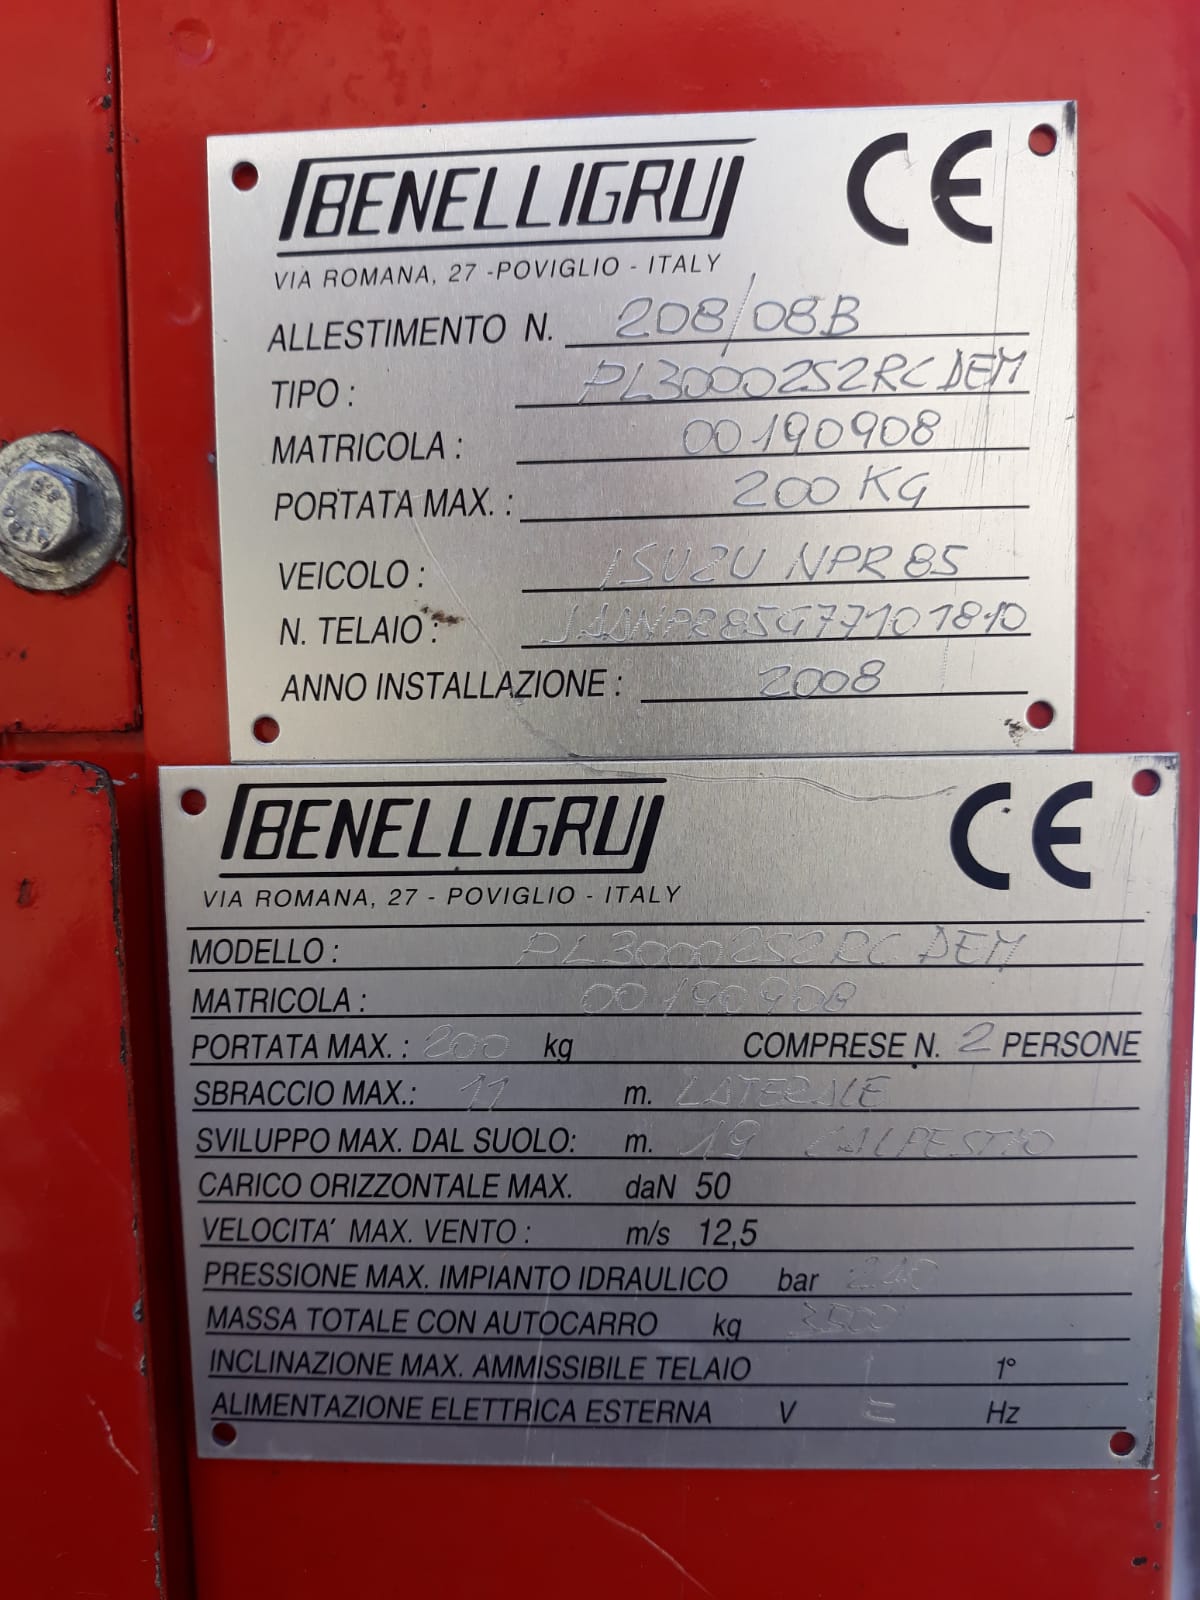 BENELLIGRU CE
VIA ROMANA, 27 -POVIGLIO - ITALY
ALLESTIMENTO N. 208/08B
TIPO : PL30002S2RC DEM
MATRICOLA : 00190908
PORTATA MAX. : 200 KG
VEICOLO : ISUZU NPR 85
N. TELAIO :
ANNO INSTALLAZIONE : 2008
BENELLIGRU CE
VIA ROMANA, 27 - POVIGLIO - ITALY
MODELLO : PL30002S2RC DEM
MATRICOLA : 00190908
PORTATA MAX. : 200 kg COMPRESE N. 2 PERSONE
SBRACCIO MAX.: 11 m. LATERALE
SVILUPPO MAX. DAL SUOLO: m. 19 CALPESTIO
CARICO ORIZZONTALE MAX. daN 50
VELOCITA' MAX. VENTO : m/s 12,5
PRESSIONE MAX. IMPIANTO IDRAULICO bar 240
MASSA TOTALE CON AUTOCARRO kg 3500
INCLINAZIONE MAX. AMMISSIBILE TELAIO 1°
ALIMENTAZIONE ELETTRICA ESTERNA V Hz